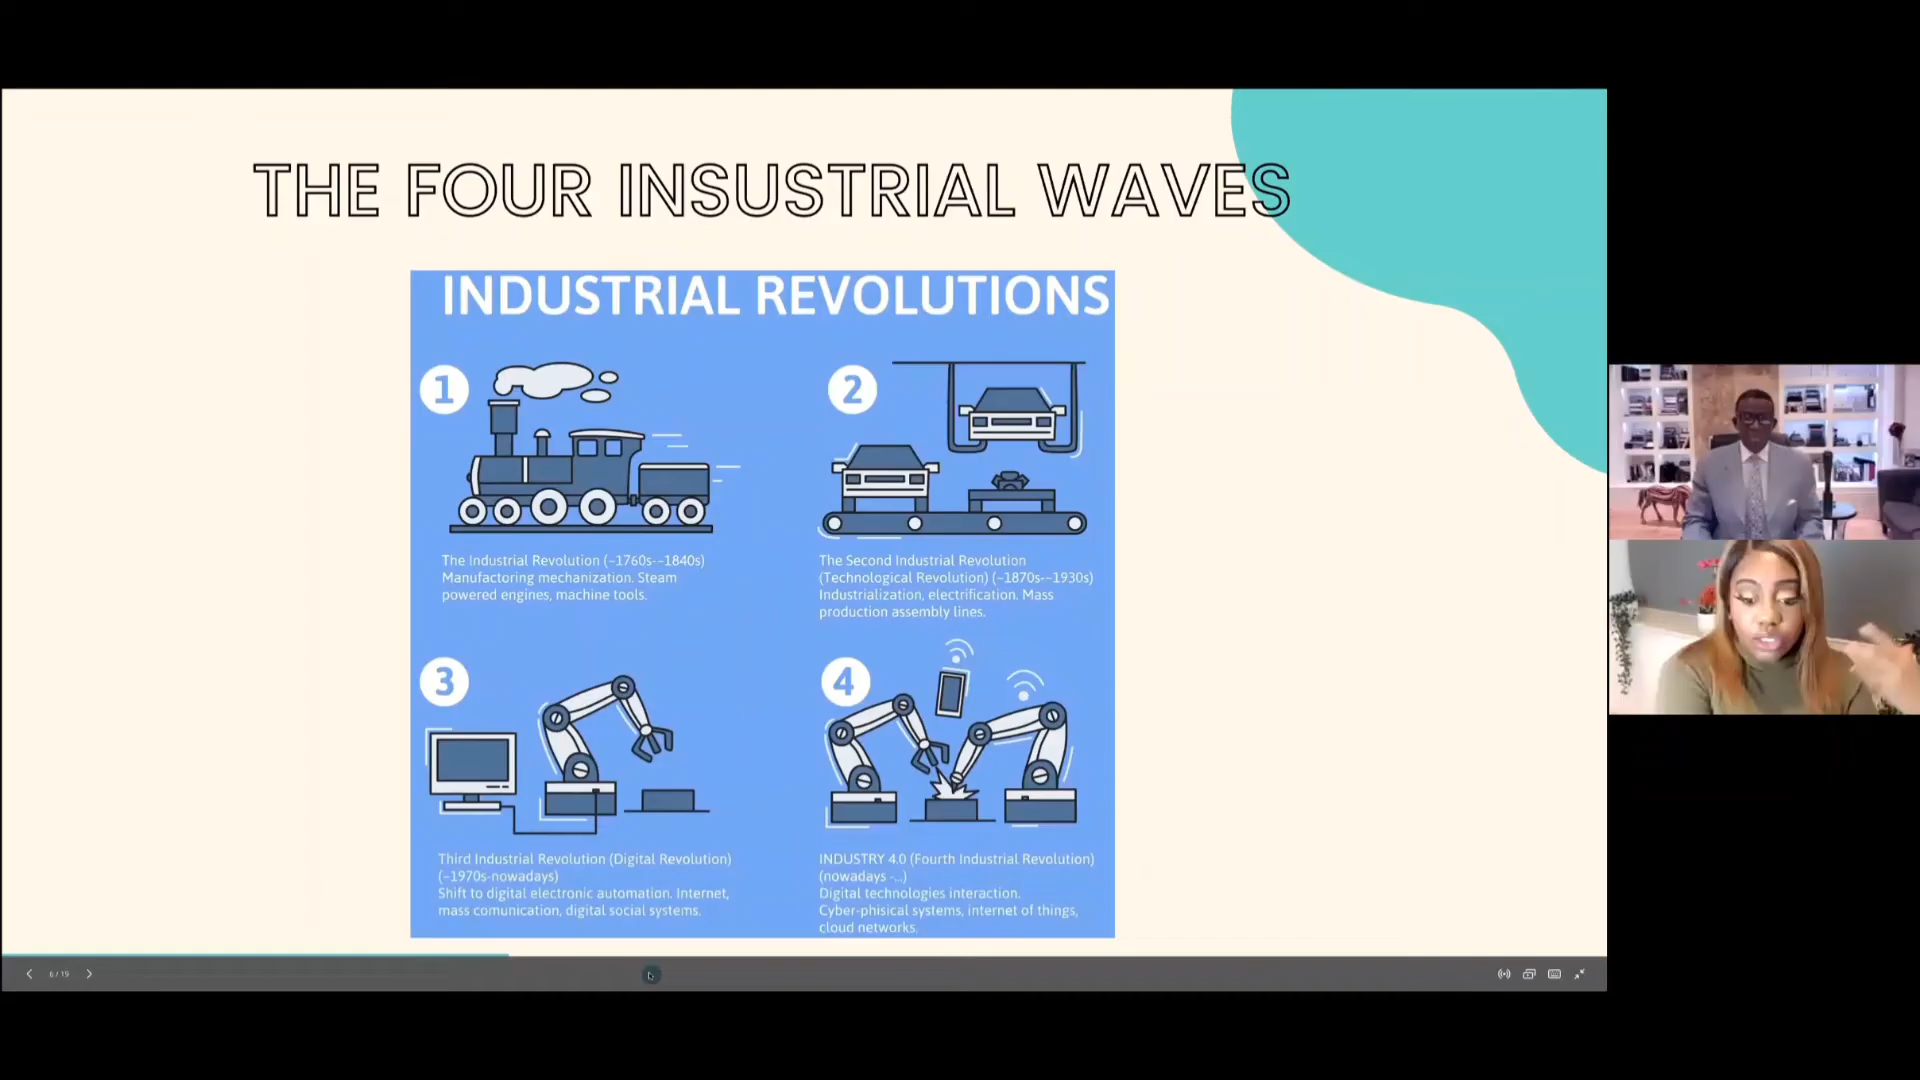 THE FOUR INSUSTRIAL WAVES
INDUSTRIAL REVOLUTIONS
1
The Industrial Revolution (~1760s-~1840s)
Manufactoring mechanization. Steam
powered engines, machine tools.
2
The Second Industrial Revolution
(Technological Revolution) (~1870s-~1930s)
Industrialization, electrification. Mass
production assembly lines.
3
Third Industrial Revolution (Digital Revolution)
(~1970s-nowadays)
Shift to digital electronic automation. Internet,
mass comunication, digital social systems.
4
INDUSTRY 4.0 (Fourth Industrial Revolution)
(nowadays -...)
Digital technologies interaction.
Cyber-phisical systems, internet of things,
cloud networks.
6 / 19